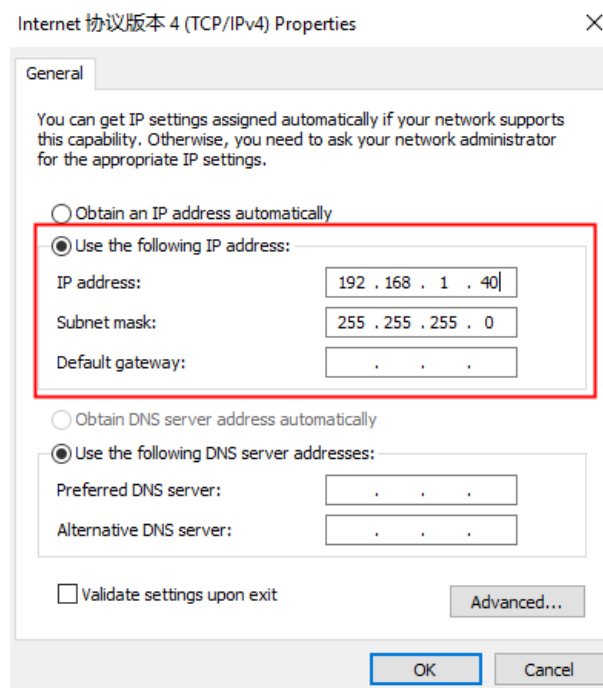 Internet 协议版本 4 (TCP/IPv4) Properties
General
You can get IP settings assigned automatically if your network supports
this capability. Otherwise, you need to ask your network administrator
for the appropriate IP settings.
Obtain an IP address automatically
Use the following IP address:
IP address: 192 . 168 . 1 . 40
Subnet mask: 255 . 255 . 255 . 0
Default gateway: . . .
Obtain DNS server address automatically
Use the following DNS server addresses:
Preferred DNS server: . . .
Alternative DNS server: . . .
Validate settings upon exit
Advanced...
OK Cancel